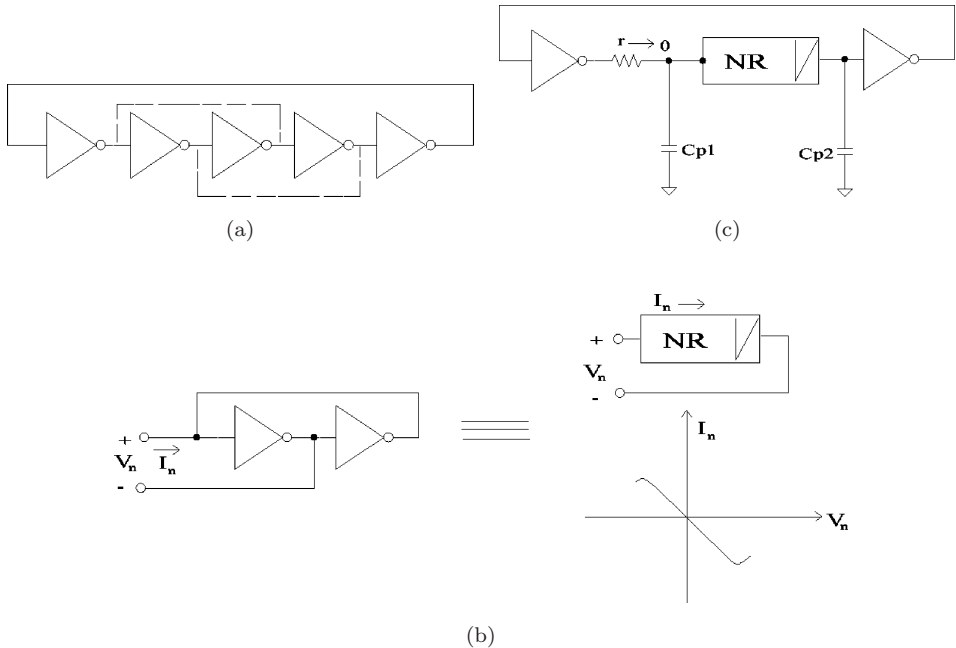 (a)
r
0
NR
Cp1
Cp2
(c)
+
Vn
-
In
In
+
NR
Vn
-
In
Vn
(b)